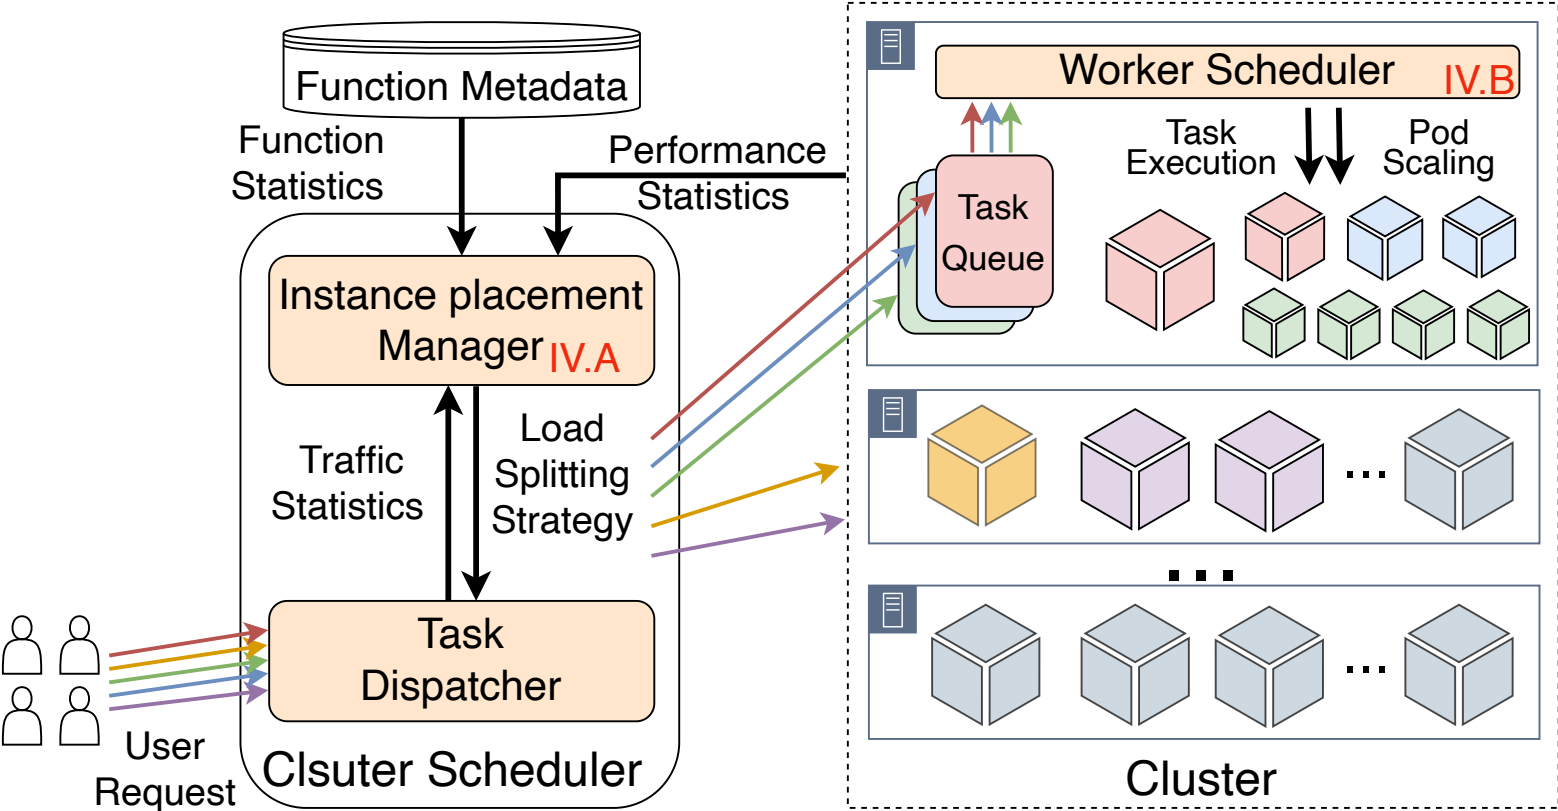 Function Metadata
Function
Statistics
Performance
Statistics
Instance placement
Manager
IV.A
Traffic
Statistics
Load
Splitting
Strategy
Task
Dispatcher
Clsuter Scheduler
User
Request
Worker Scheduler
IV.B
Task
Execution
Pod
Scaling
Task
Queue
...
...
...
Cluster